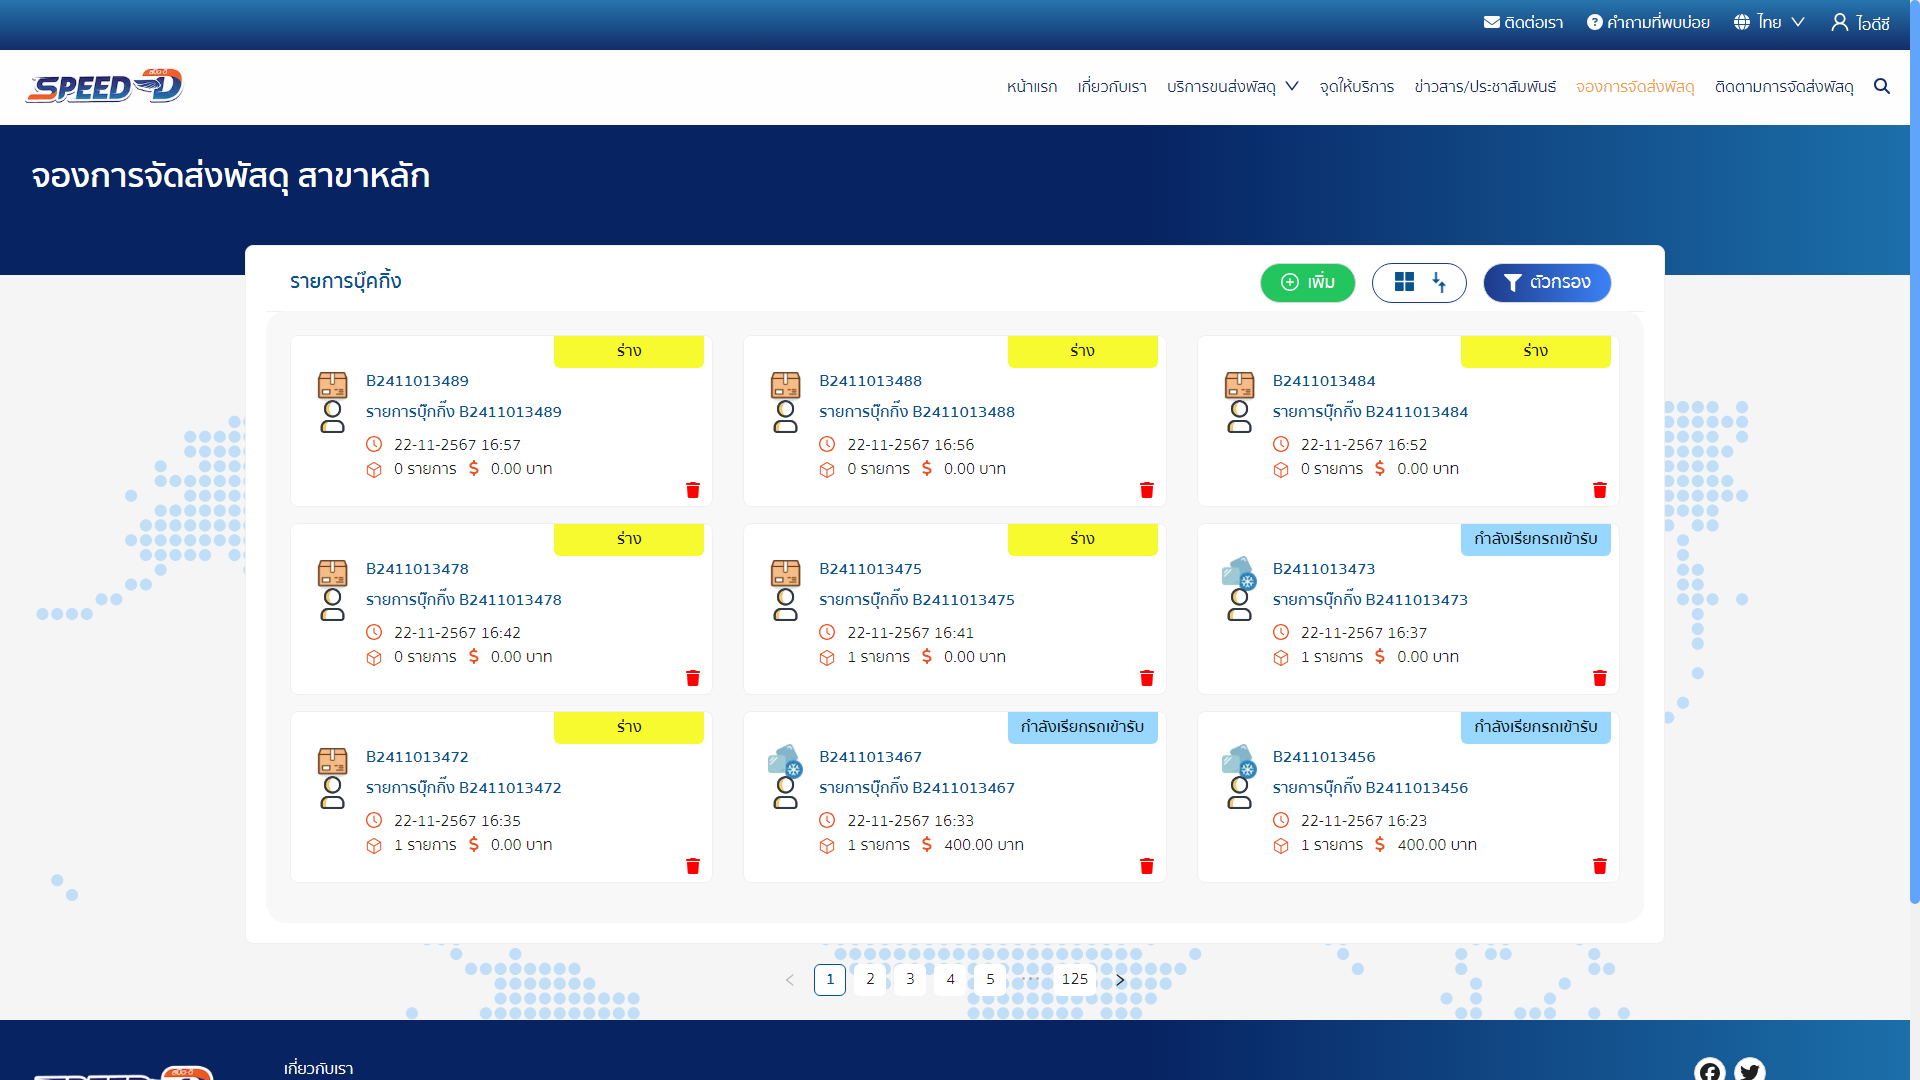 ติดต่อเรา คำถามที่พบบ่อย ไทย ไอดีซี
สปีด-ดี
SPEED-D
หน้าแรก เกี่ยวกับเรา บริการขนส่งพัสดุ จุดให้บริการ ข่าวสาร/ประชาสัมพันธ์ จองการจัดส่งพัสดุ ติดตามการจัดส่งพัสดุ
จองการจัดส่งพัสดุ สาขาหลัก
รายการบุ๊คกิ้ง
เพิ่ม
ตัวกรอง
ร่าง
B2411013489
รายการบุ๊กกิ๊ง B2411013489
22-11-2567 16:57
0 รายการ $ 0.00 บาท
ร่าง
B2411013488
รายการบุ๊กกิ๊ง B2411013488
22-11-2567 16:56
0 รายการ $ 0.00 บาท
ร่าง
B2411013484
รายการบุ๊กกิ๊ง B2411013484
22-11-2567 16:52
0 รายการ $ 0.00 บาท
ร่าง
B2411013478
รายการบุ๊กกิ๊ง B2411013478
22-11-2567 16:42
0 รายการ $ 0.00 บาท
ร่าง
B2411013475
รายการบุ๊กกิ๊ง B2411013475
22-11-2567 16:41
1 รายการ $ 0.00 บาท
กำลังเรียกรถเข้ารับ
B2411013473
รายการบุ๊กกิ๊ง B2411013473
22-11-2567 16:37
1 รายการ $ 0.00 บาท
ร่าง
B2411013472
รายการบุ๊กกิ๊ง B2411013472
22-11-2567 16:35
1 รายการ $ 0.00 บาท
กำลังเรียกรถเข้ารับ
B2411013467
รายการบุ๊กกิ๊ง B2411013467
22-11-2567 16:33
1 รายการ $ 400.00 บาท
กำลังเรียกรถเข้ารับ
B2411013456
รายการบุ๊กกิ๊ง B2411013456
22-11-2567 16:23
1 รายการ $ 400.00 บาท
< 1 2 3 4 5 ••• 125 >
สปีด-ดี
เกี่ยวกับเรา